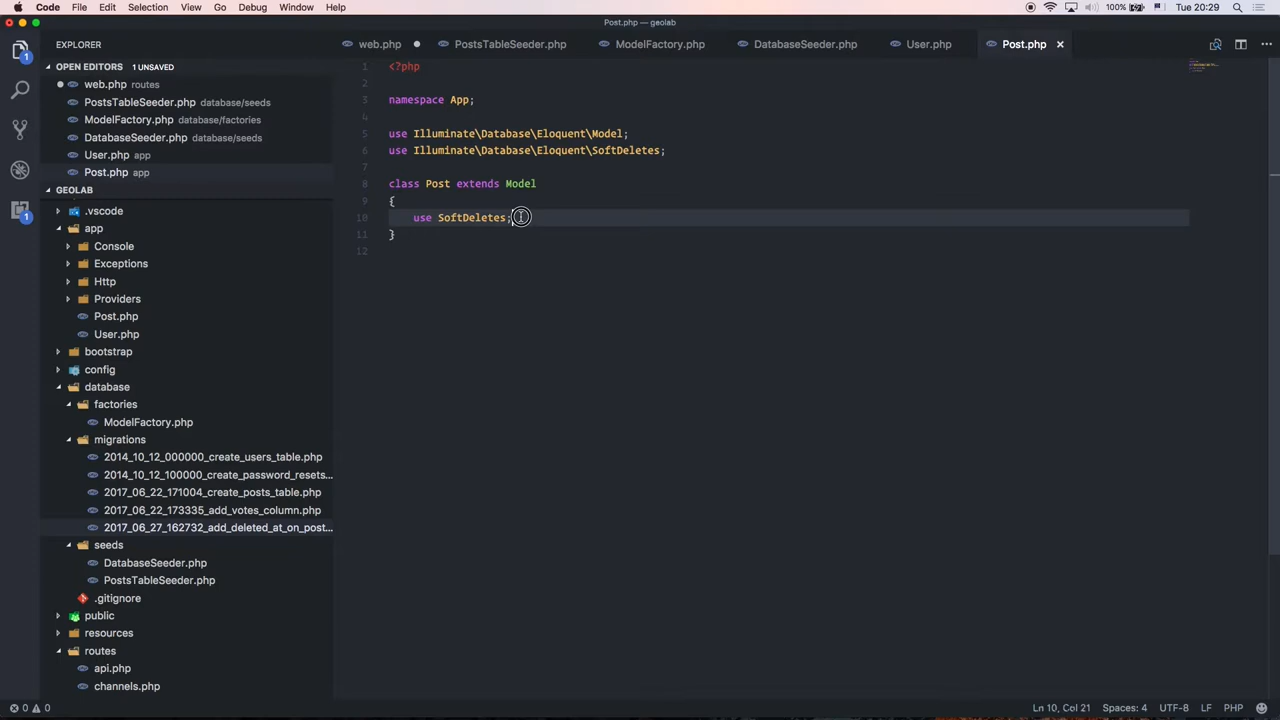 Code File Edit Selection View Go Debug Window Help 100% Tue 20:29
Post.php — geolab
EXPLORER
OPEN EDITORS 1 UNSAVED
web.php routes
PostsTableSeeder.php database/seeds
ModelFactory.php database/factories
DatabaseSeeder.php database/seeds
User.php app
Post.php app
GEOLAB
.vscode
app
Console
Exceptions
Http
Providers
Post.php
User.php
bootstrap
config
database
factories
ModelFactory.php
migrations
2014_10_12_000000_create_users_table.php
2014_10_12_100000_create_password_resets...
2017_06_22_171004_create_posts_table.php
2017_06_22_173335_add_votes_column.php
2017_06_27_162732_add_deleted_at_on_post...
seeds
DatabaseSeeder.php
PostsTableSeeder.php
.gitignore
public
resources
routes
api.php
channels.php
1
1
web.php PostsTableSeeder.php ModelFactory.php DatabaseSeeder.php User.php Post.php
1 <?php
2
3 namespace App;
4
5 use Illuminate\Database\Eloquent\Model;
6 use Illuminate\Database\Eloquent\SoftDeletes;
7
8 class Post extends Model
9 {
10 use SoftDeletes;
11 }
12
0 0 Ln 10, Col 21 Spaces: 4 UTF-8 LF PHP